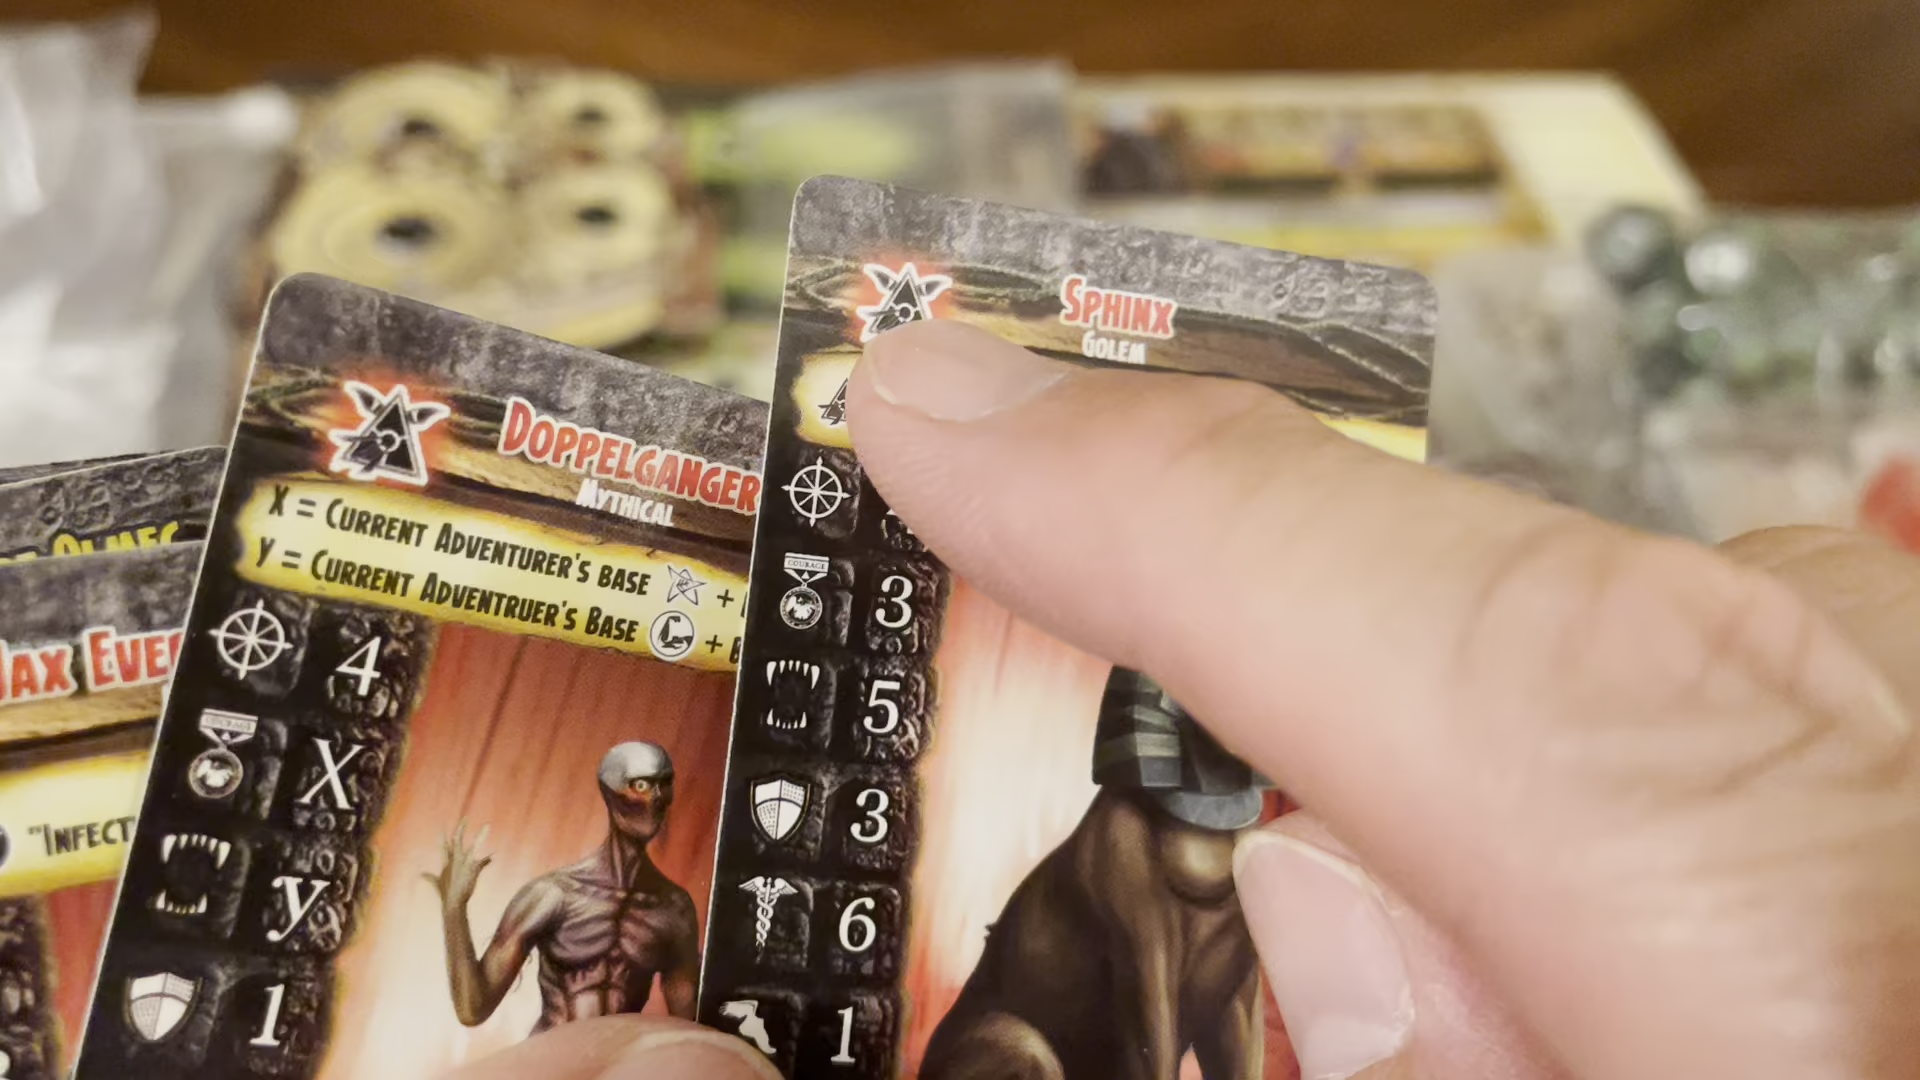 Sphinx
Golem
3
5
3
6
1
Doppelganger
Mythical
X = Current Adventurer's base +
y = Current Adventruer's Base +
4
X
y
1
Olmec
"Infect
Courage